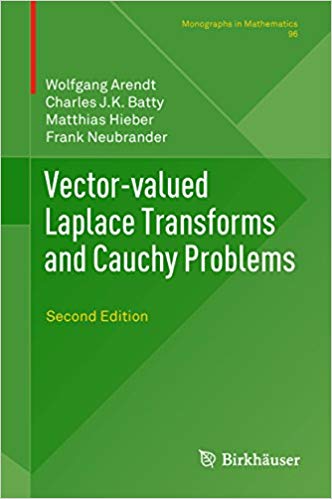 Monographs in Mathematics
96
Wolfgang Arendt
Charles J.K. Batty
Matthias Hieber
Frank Neubrander
Vector-valued
Laplace Transforms
and Cauchy Problems
Second Edition
Birkhäuser